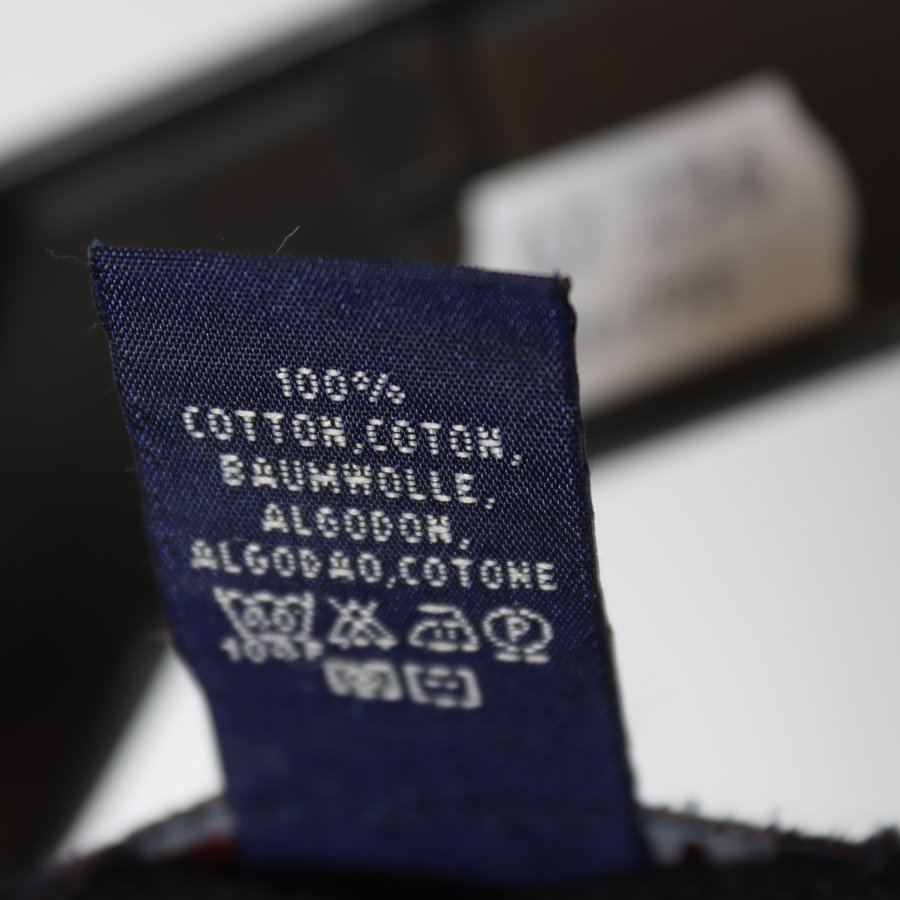 100%
COTTON,COTON,
BAUMWOLLE,
ALGODON,
ALGODAO,COTONE
P